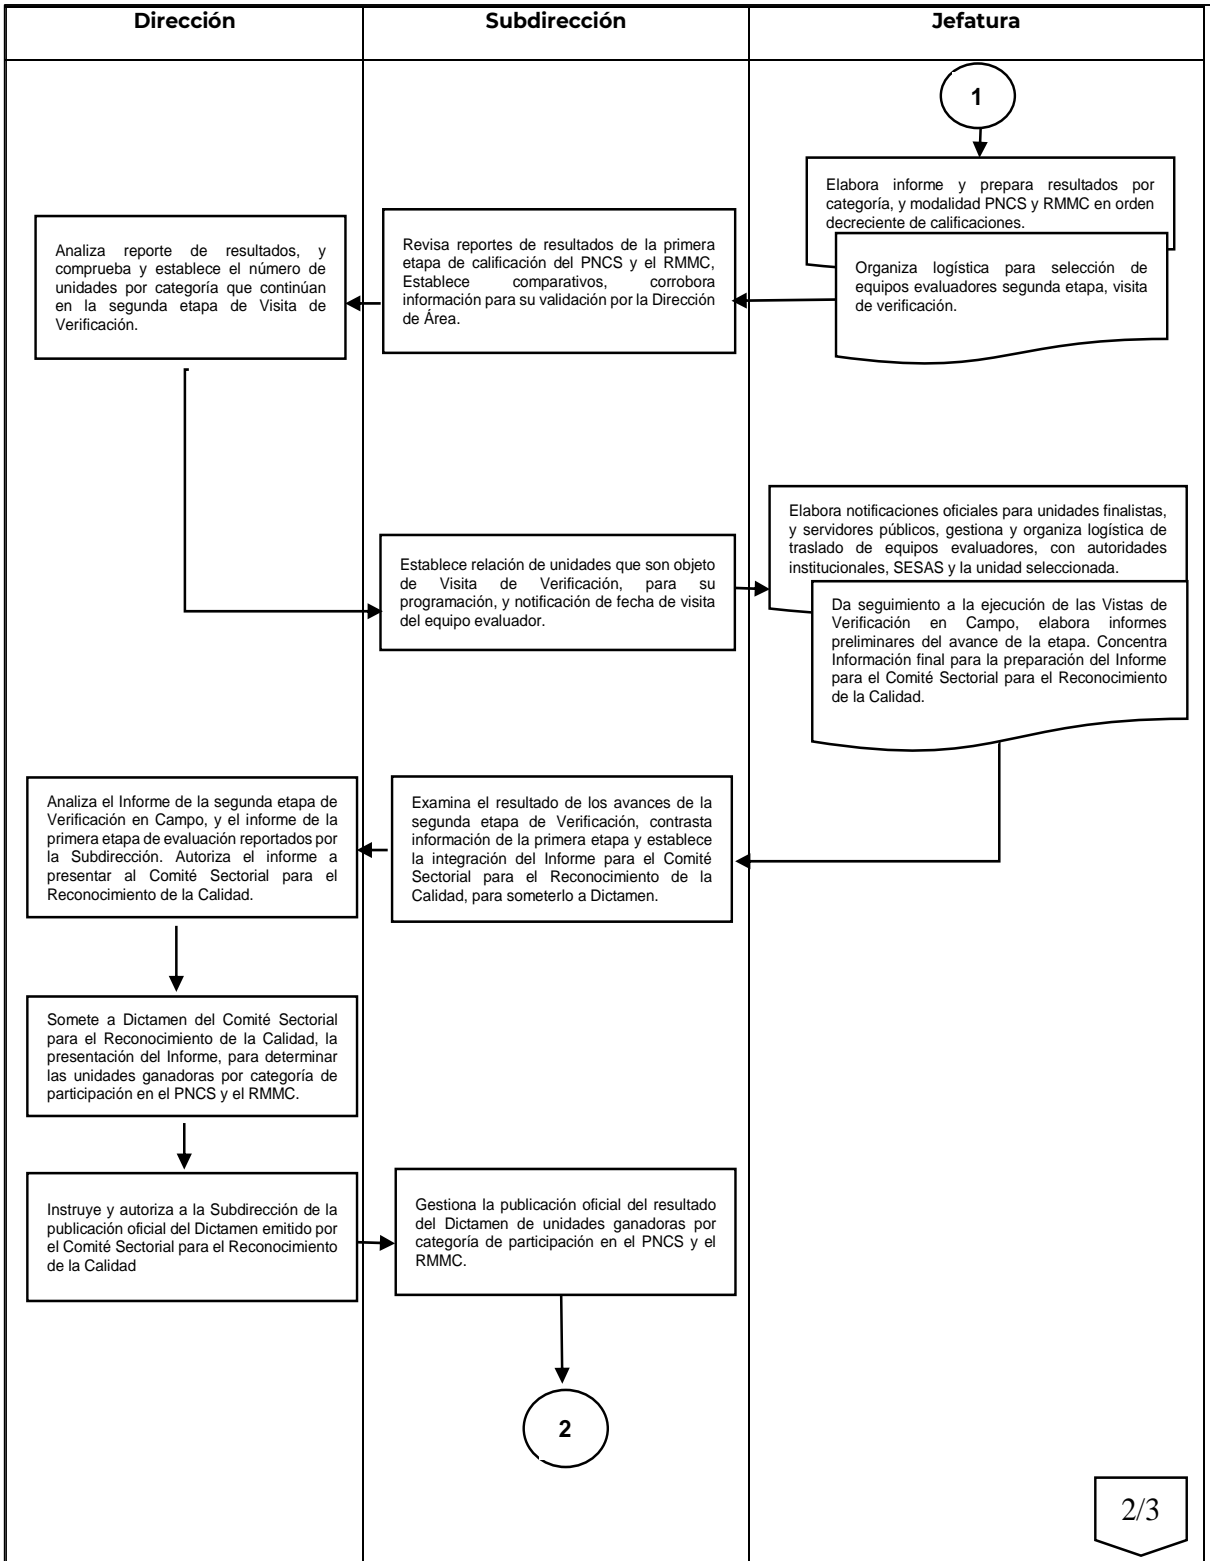 Dirección
Subdirección
Jefatura
1
Elabora informe y prepara resultados por
categoría, y modalidad PNCS y RMMC en orden
decreciente de calificaciones.
Organiza logística para selección de
equipos evaluadores segunda etapa, visita
de verificación.
Revisa reportes de resultados de la primera
etapa de calificación del PNCS y el RMMC,
Establece comparativos, corrobora
información para su validación por la Dirección
de Área.
Analiza reporte de resultados, y
comprueba y establece el número de
unidades por categoría que continúan
en la segunda etapa de Visita de
Verificación.
Establece relación de unidades que son objeto
de Visita de Verificación, para su
programación, y notificación de fecha de visita
del equipo evaluador.
Elabora notificaciones oficiales para unidades finalistas,
y servidores públicos, gestiona y organiza logística de
traslado de equipos evaluadores, con autoridades
institucionales, SESAS y la unidad seleccionada.
Da seguimiento a la ejecución de las Vistas de
Verificación en Campo, elabora informes
preliminares del avance de la etapa. Concentra
Información final para la preparación del Informe
para el Comité Sectorial para el Reconocimiento
de la Calidad.
Examina el resultado de los avances de la
segunda etapa de Verificación, contrasta
información de la primera etapa y establece
la integración del Informe para el Comité
Sectorial para el Reconocimiento de la
Calidad, para someterlo a Dictamen.
Analiza el Informe de la segunda etapa de
Verificación en Campo, y el informe de la
primera etapa de evaluación reportados por
la Subdirección. Autoriza el informe a
presentar al Comité Sectorial para el
Reconocimiento de la Calidad.
Somete a Dictamen del Comité Sectorial
para el Reconocimiento de la Calidad, la
presentación del Informe, para determinar
las unidades ganadoras por categoría de
participación en el PNCS y el RMMC.
Instruye y autoriza a la Subdirección de la
publicación oficial del Dictamen emitido por
el Comité Sectorial para el Reconocimiento
de la Calidad
Gestiona la publicación oficial del resultado
del Dictamen de unidades ganadoras por
categoría de participación en el PNCS y el
RMMC.
2
2/3